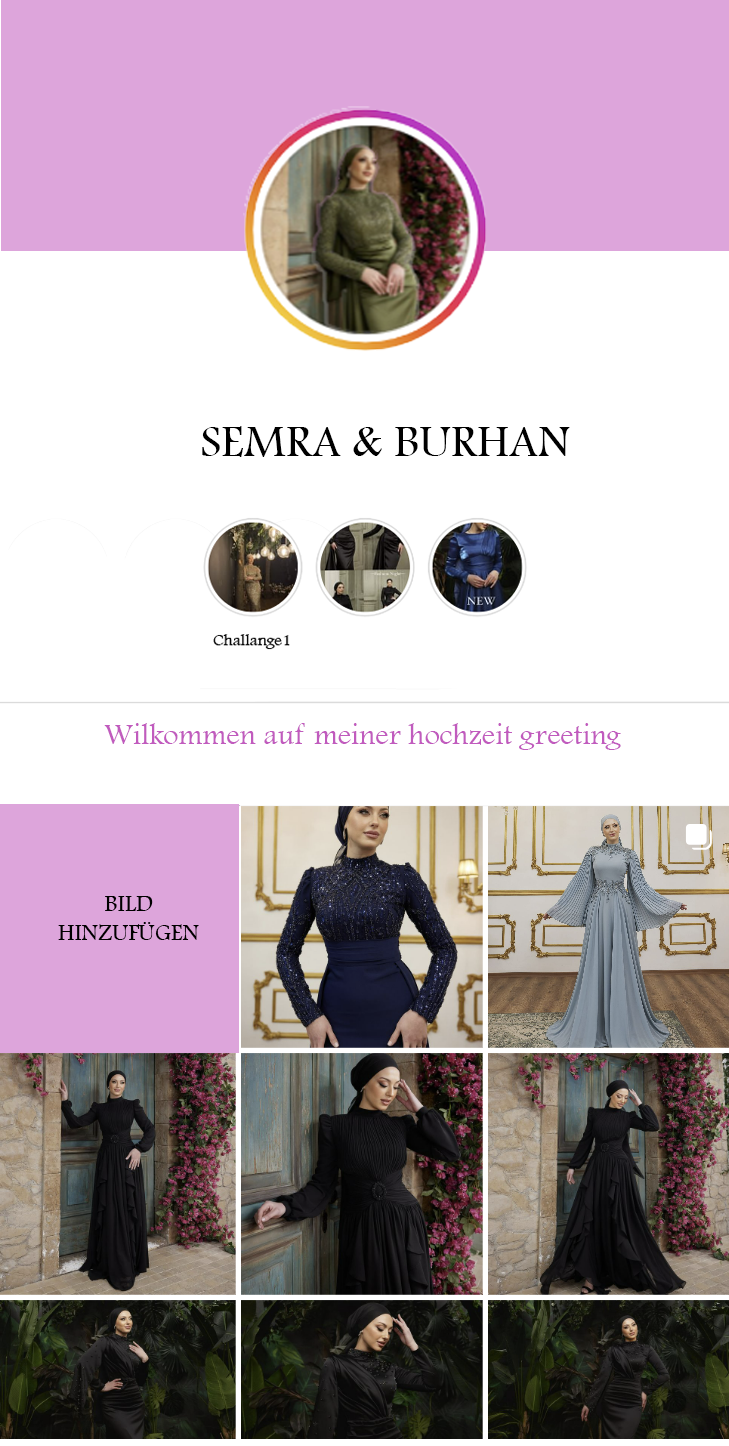 SEMRA & BURHAN
NEW
Challange 1
Wilkommen auf meiner hochzeit greeting
BILD
HINZUFÜGEN